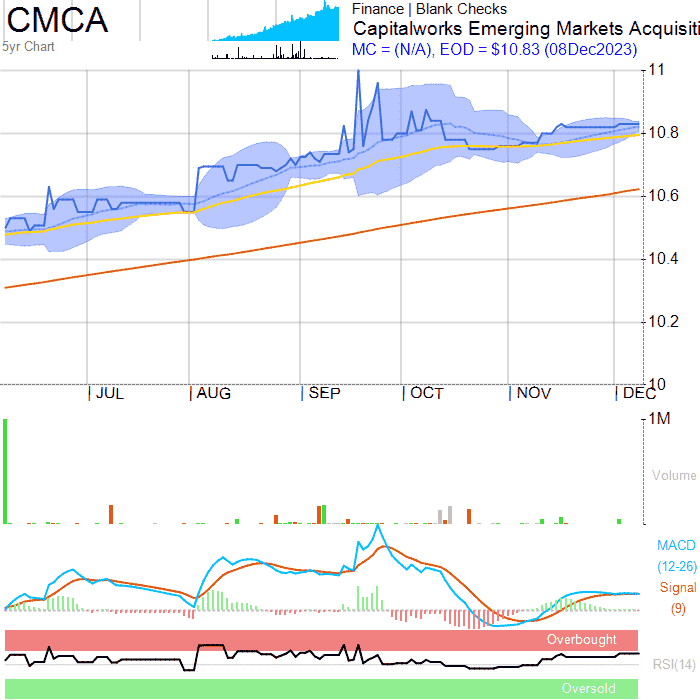 CMCA
5yr Chart
Finance | Blank Checks
Capitalworks Emerging Markets Acquisiti
MC = (N/A), EOD = $10.83 (08Dec2023)
11
10.8
10.6
10.4
10.2
10
JUL
AUG
SEP
OCT
NOV
DEC
1M
Volume
MACD
(12-26)
Signal
(9)
Overbought
RSI(14)
Oversold